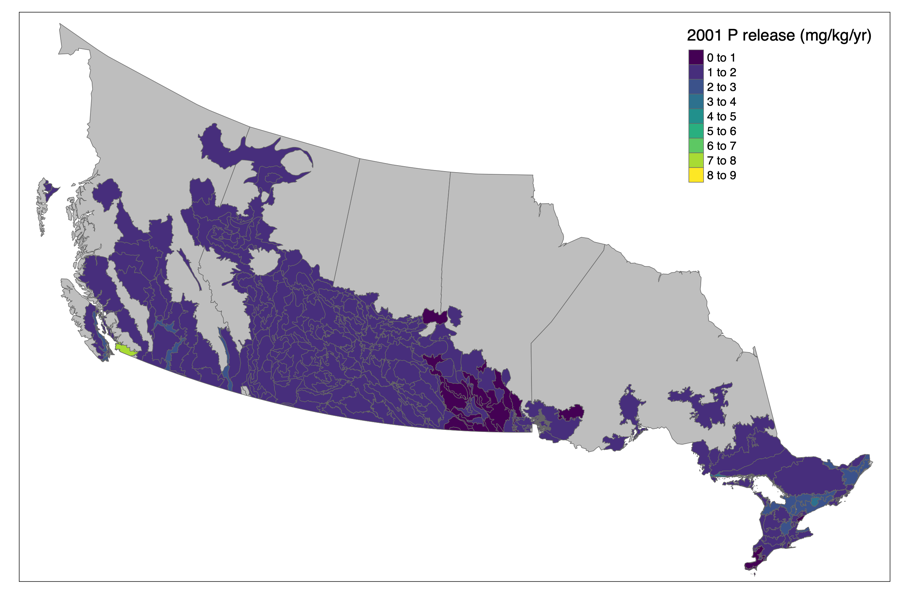 2001 P release (mg/kg/yr)
0 to 1
1 to 2
2 to 3
3 to 4
4 to 5
5 to 6
6 to 7
7 to 8
8 to 9